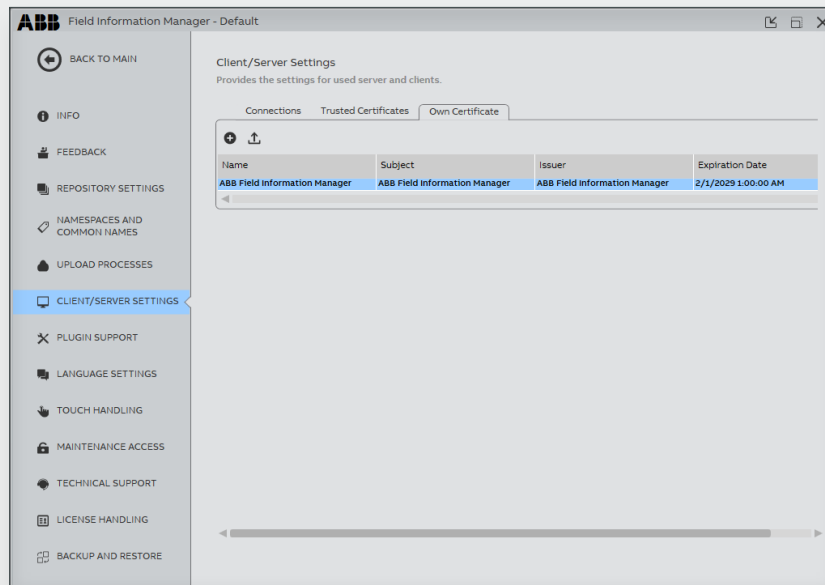 ABB Field Information Manager - Default
BACK TO MAIN
INFO
FEEDBACK
REPOSITORY SETTINGS
NAMESPACES AND
COMMON NAMES
UPLOAD PROCESSES
CLIENT/SERVER SETTINGS
PLUGIN SUPPORT
LANGUAGE SETTINGS
TOUCH HANDLING
MAINTENANCE ACCESS
TECHNICAL SUPPORT
LICENSE HANDLING
BACKUP AND RESTORE
Client/Server Settings
Provides the settings for used server and clients.
Connections Trusted Certificates Own Certificate
Name Subject Issuer Expiration Date
ABB Field Information Manager ABB Field Information Manager ABB Field Information Manager 2/1/2029 1:00:00 AM